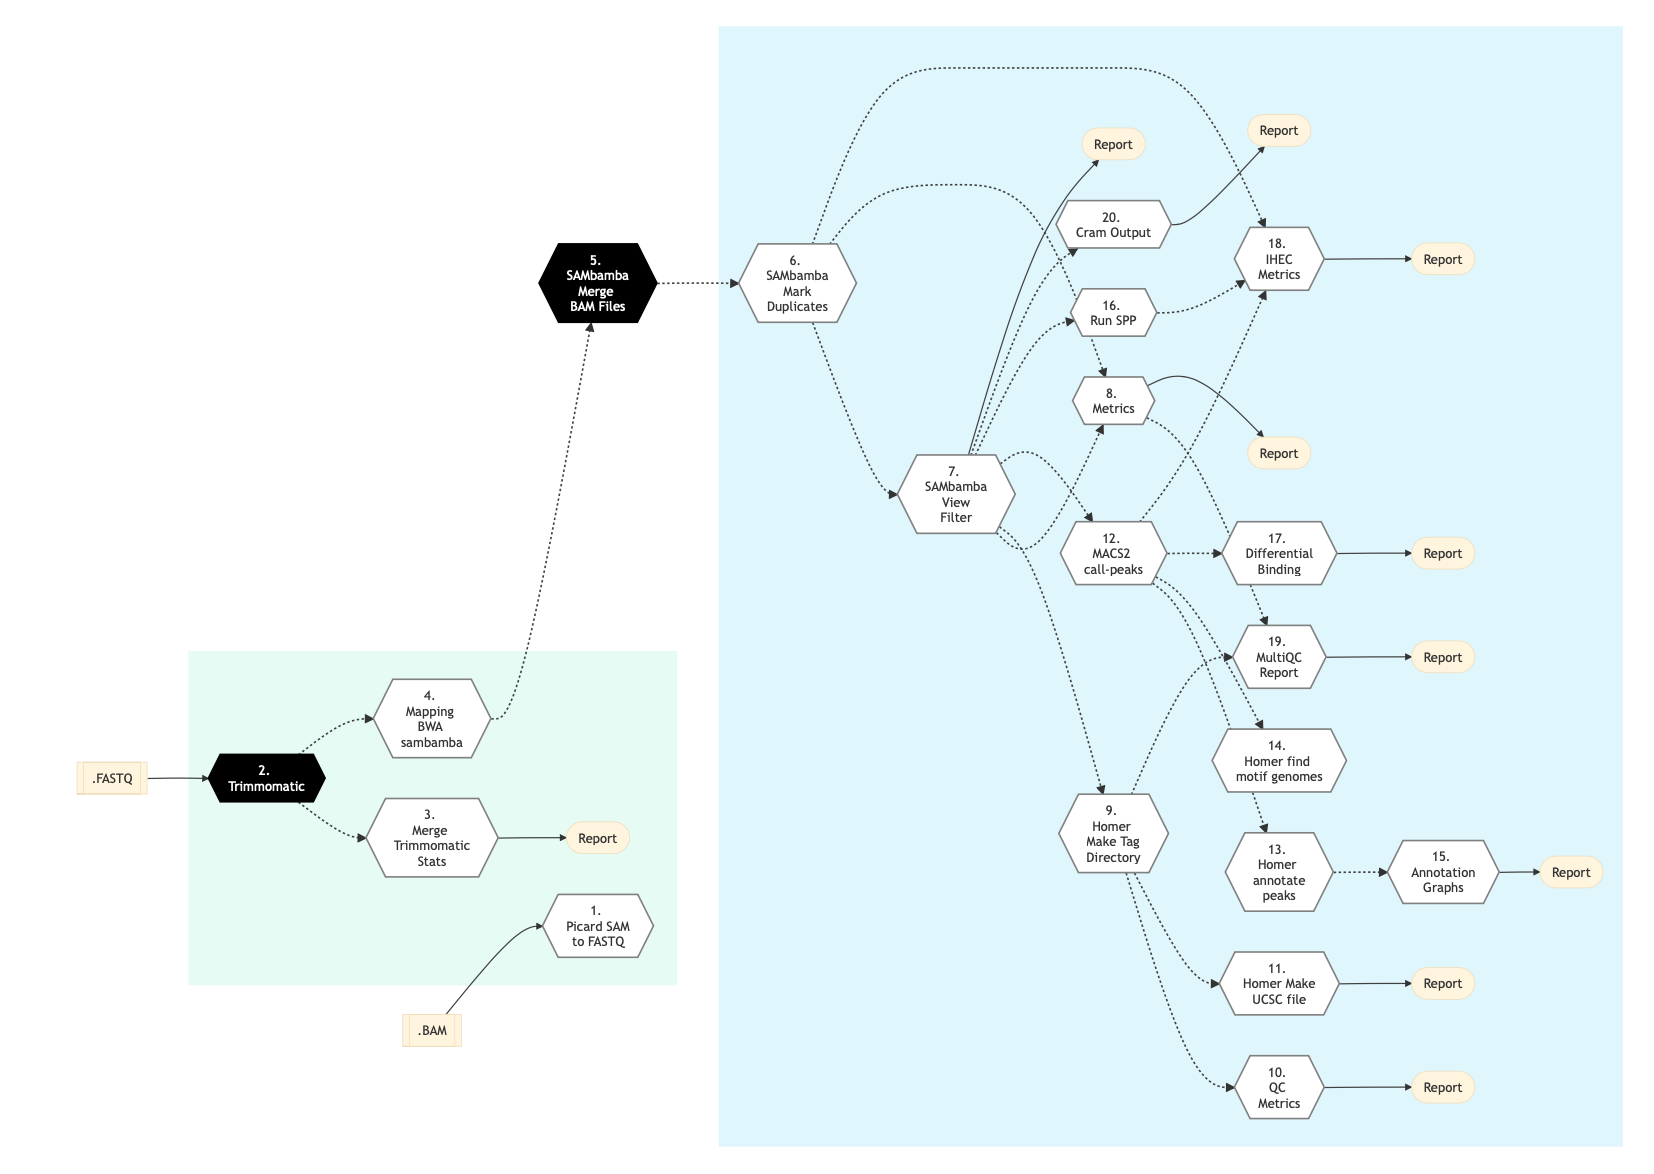 Report
Report
20.
Cram Output
5.
SAMbamba
Merge
BAM Files
6.
SAMbamba
Mark
Duplicates
18.
IHEC
Metrics
Report
16.
Run SPP
8.
Metrics
Report
7.
SAMbamba
View
Filter
12.
MACS2
call-peaks
17.
Differential
Binding
Report
19.
MultiQC
Report
Report
4.
Mapping
BWA
sambamba
14.
Homer find
motif genomes
.FASTQ
2.
Trimmomatic
3.
Merge
Trimmomatic
Stats
Report
9.
Homer
Make Tag
Directory
13.
Homer
annotate
peaks
15.
Annotation
Graphs
Report
1.
Picard SAM
to FASTQ
11.
Homer Make
UCSC file
Report
.BAM
10.
QC
Metrics
Report